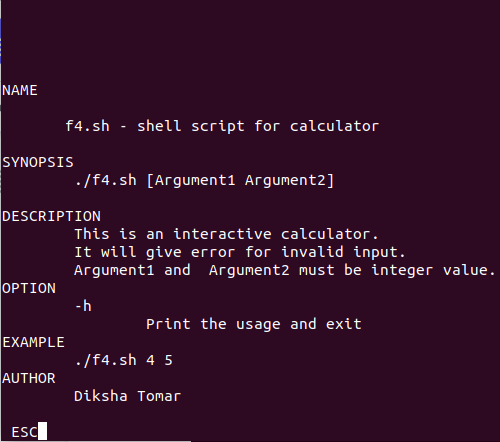 NAME
f4.sh - shell script for calculator
SYNOPSIS
./f4.sh [Argument1 Argument2]
DESCRIPTION
This is an interactive calculator.
It will give error for invalid input.
Argument1 and  Argument2 must be integer value.
OPTION
-h
Print the usage and exit
EXAMPLE
./f4.sh 4 5
AUTHOR
Diksha Tomar
ESC